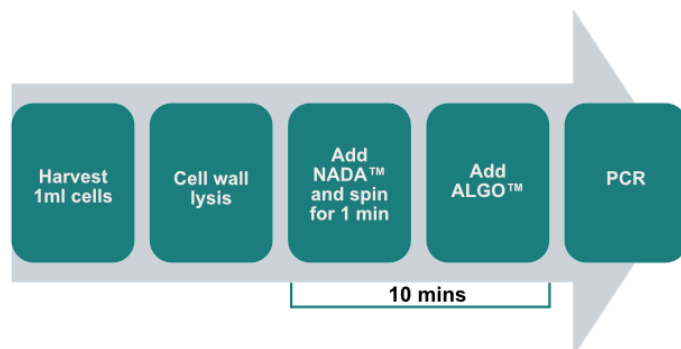 Harvest
1ml cells
Cell wall
lysis
Add
NADA™
and spin
for 1 min
Add
ALGO™
PCR
10 mins